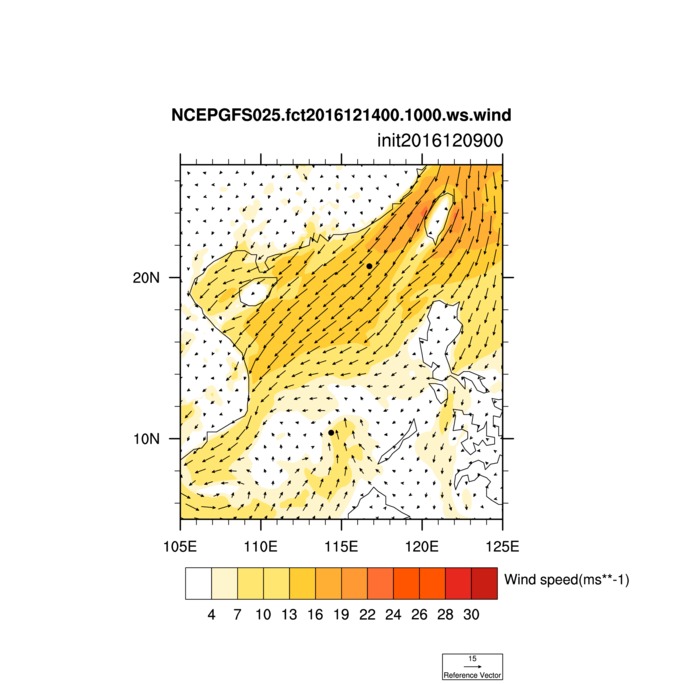 NCEPGFS025.fct2016121400.1000.ws.wind
init2016120900
20N
10N
105E 110E 115E 120E 125E
Wind speed(ms**-1)
4 7 10 13 16 19 22 24 26 28 30
15
Reference Vector